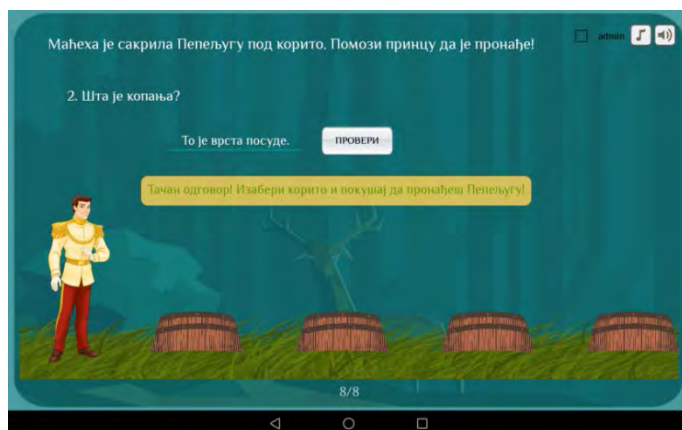 Маћеха је сакрила Пепељугу под корито. Помози принцу да је пронађе!
admin
2. Шта је копања?
То је врста посуде.
ПРОВЕРИ
Тачан одговор! Изабери корито и покушај да пронађеш Пепељугу!
8/8